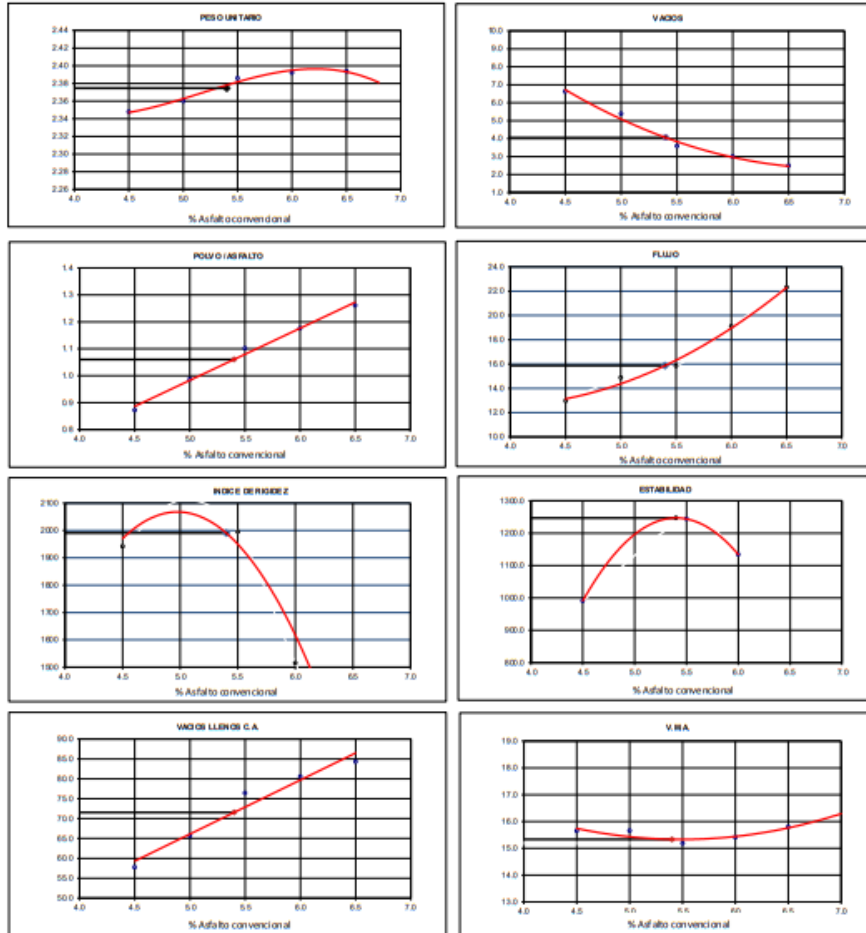 PESO UNITARIO
2.44
2.42
2.40
2.38
2.36
2.34
2.32
2.30
2.28
2.26
4.0 4.5 5.0 5.5 6.0 6.5 7.0
% Asfalto convencional
VACIOS
10.0
9.0
8.0
7.0
6.0
5.0
4.0
3.0
2.0
1.0
4.0 4.5 5.0 5.5 6.0 6.5 7.0
% Asfalto convencional
POLVO / ASFALTO
1.4
1.3
1.2
1.1
1.0
0.9
0.8
4.0 4.5 5.0 5.5 6.0 6.5 7.0
% Asfalto convencional
FLUJO
24.0
22.0
20.0
18.0
16.0
14.0
12.0
10.0
4.0 4.5 5.0 5.5 6.0 6.5 7.0
% Asfalto convencional
INDICE DE RIGIDEZ
2100
2000
1900
1800
1700
1600
1500
4.0 4.5 5.0 5.5 6.0 6.5 7.0
% Asfalto convencional
ESTABILIDAD
1300.0
1200.0
1100.0
1000.0
900.0
800.0
4.0 4.5 5.0 5.5 6.0 6.5 7.0
% Asfalto convencional
VACIOS LLENOS C.A.
90.0
85.0
80.0
75.0
70.0
65.0
60.0
55.0
50.0
4.0 4.5 5.0 5.5 6.0 6.5 7.0
% Asfalto convencional
V.M.A.
19.0
18.0
17.0
16.0
15.0
14.0
13.0
4.0 4.5 5.0 5.5 6.0 6.5 7.0
% Asfalto convencional